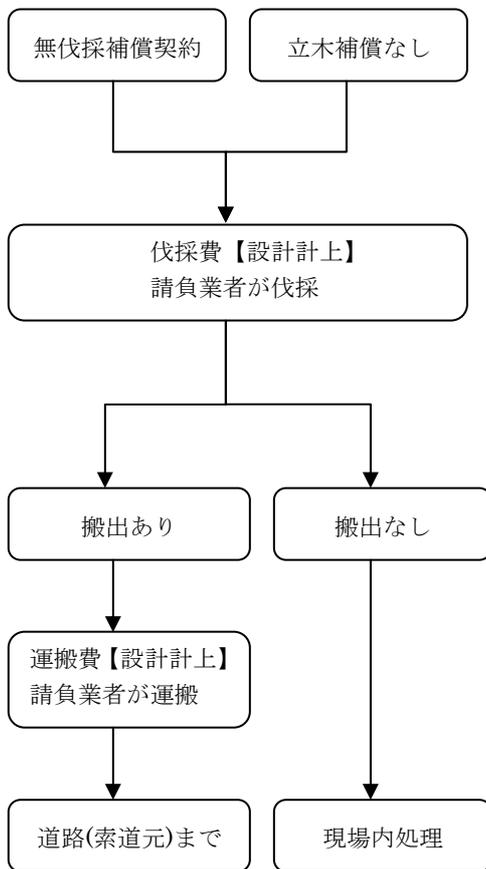 無伐採補償契約
立木補償なし
伐採費【設計計上】
請負業者が伐採
搬出あり
搬出なし
運搬費【設計計上】
請負業者が運搬
道路(索道元)まで
現場内処理